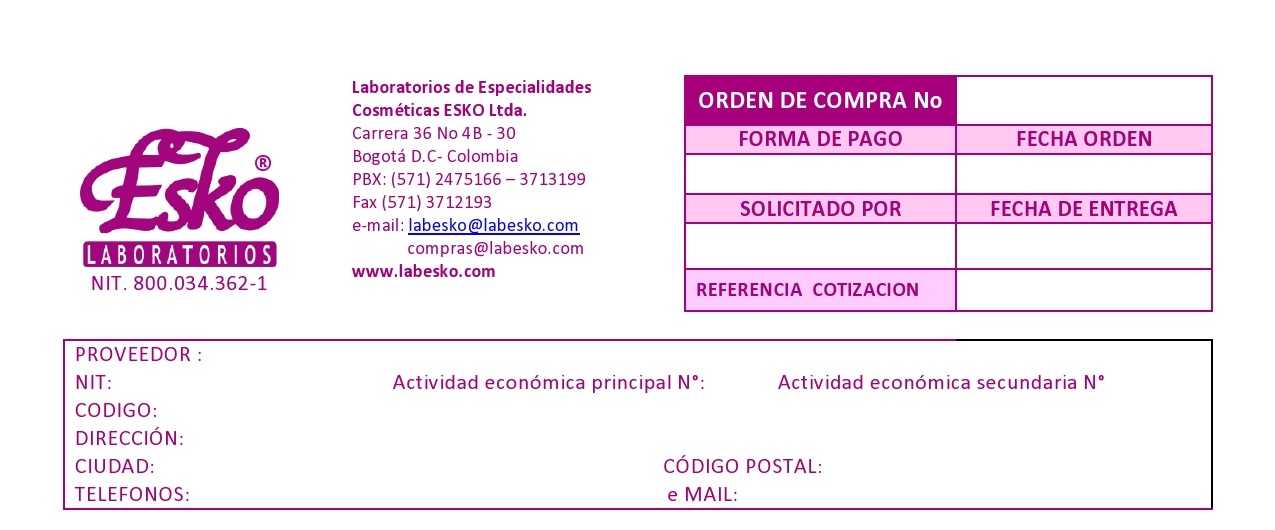 Esko®
LABORATORIOS
NIT. 800.034.362-1
Laboratorios de Especialidades
Cosméticas ESKO Ltda.
Carrera 36 No 4B - 30
Bogotá D.C- Colombia
PBX: (571) 2475166 – 3713199
Fax (571) 3712193
e-mail: labesko@labesko.com
compras@labesko.com
www.labesko.com
ORDEN DE COMPRA No
FORMA DE PAGO FECHA ORDEN
SOLICITADO POR FECHA DE ENTREGA
REFERENCIA COTIZACION
PROVEEDOR :
NIT: Actividad económica principal N°: Actividad económica secundaria N°
CODIGO:
DIRECCIÓN:
CIUDAD: CÓDIGO POSTAL:
TELEFONOS: e MAIL: